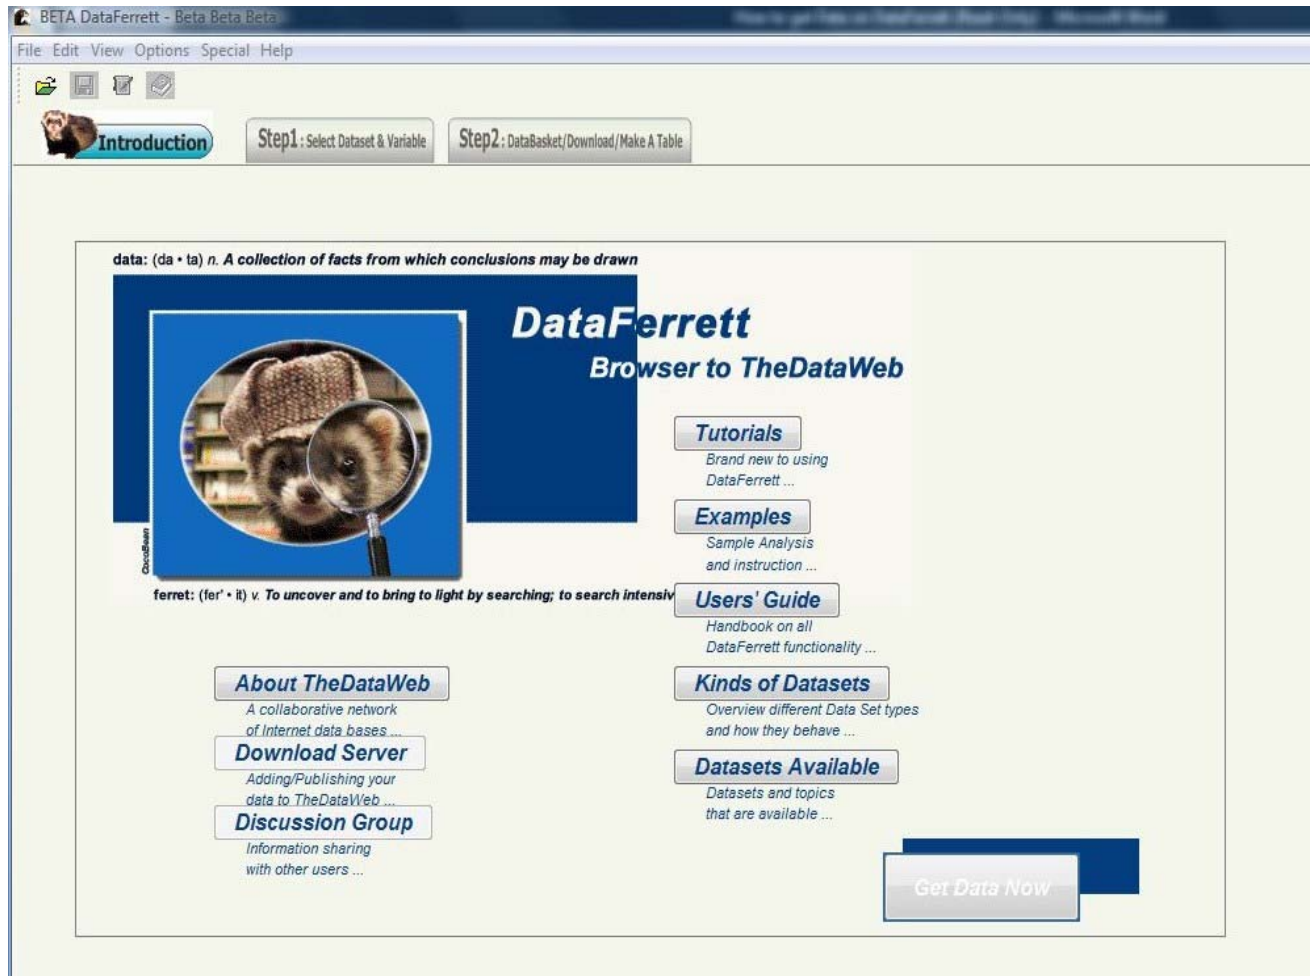 BETA DataFerrett - Beta Beta Beta
File Edit View Options Special Help
Introduction
Step1 : Select Dataset & Variable
Step2 : DataBasket/Download/Make A Table
data: (da • ta) n. A collection of facts from which conclusions may be drawn
DataFerrett
Browser to TheDataWeb
CocoBean
ferret: (fer' • it) v. To uncover and to bring to light by searching; to search intensiv
About TheDataWeb
A collaborative network
of Internet data bases ...
Download Server
Adding/Publishing your
data to TheDataWeb ...
Discussion Group
Information sharing
with other users ...
Tutorials
Brand new to using
DataFerrett ...
Examples
Sample Analysis
and instruction ...
Users' Guide
Handbook on all
DataFerrett functionality ...
Kinds of Datasets
Overview different Data Set types
and how they behave ...
Datasets Available
Datasets and topics
that are available ...
Get Data Now